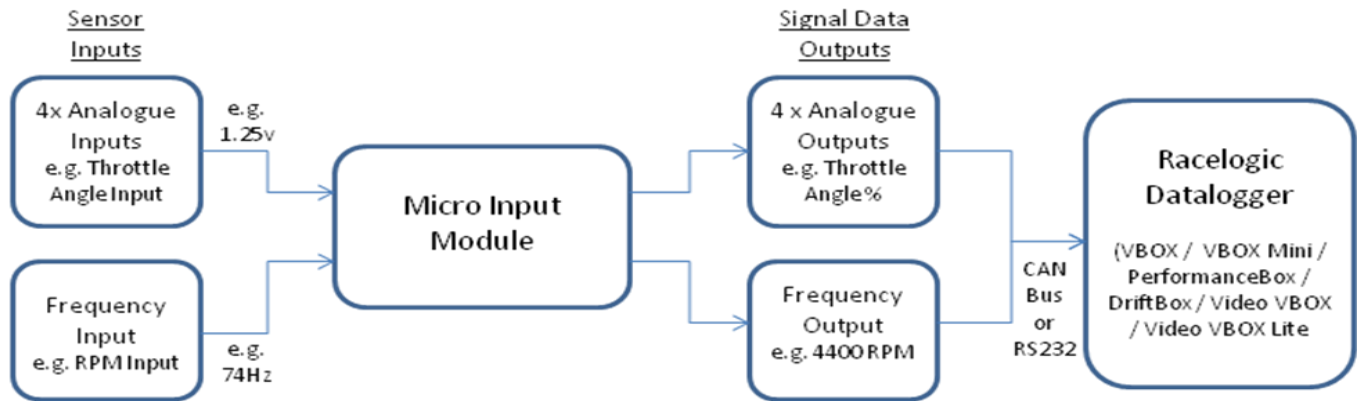 Sensor
Inputs
4x Analogue
Inputs
e.g. Throttle
Angle Input
e.g.
1.25v
Frequency
Input
e.g. RPM Input
e.g.
74Hz
Micro Input
Module
Signal Data
Outputs
4 x Analogue
Outputs
e.g. Throttle
Angle%
Frequency
Output
e.g. 4400 RPM
CAN
Bus
or
RS232
Racelogic
Datalogger
(VBOX / VBOX Mini /
PerformanceBox /
DriftBox / Video VBOX
/ Video VBOX Lite